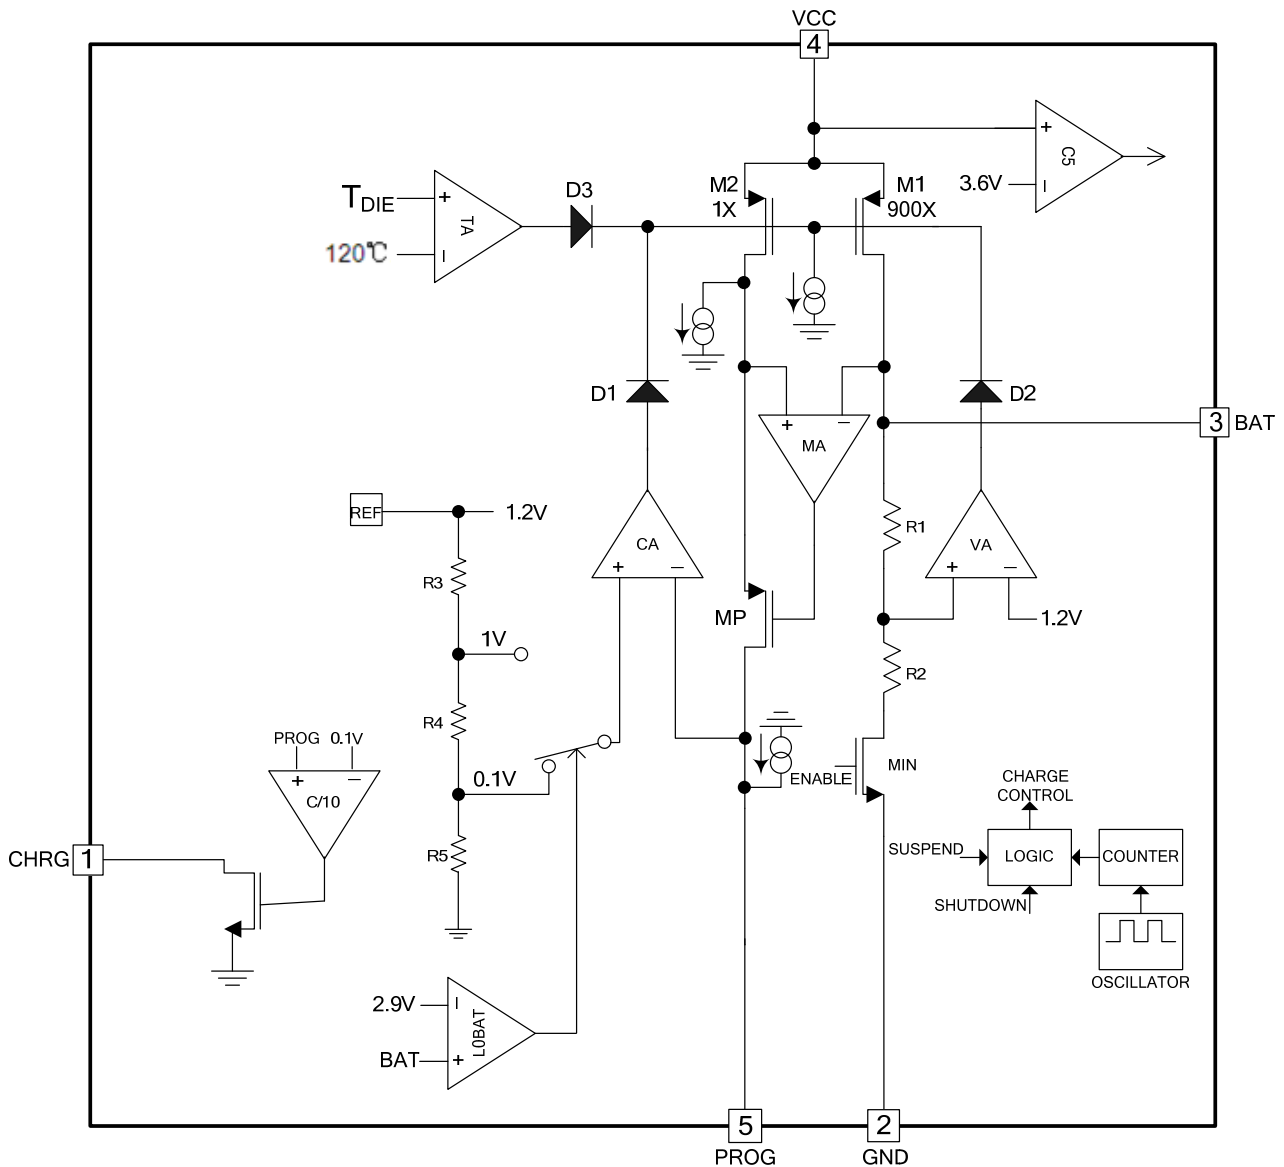 VCC
4
+
C5
3.6V
–
M2
1X
M1
900X
D3
TDIE
+
TA
120℃
–
D1
+
–
MA
D2
3
BAT
REF
1.2V
CA
+
–
R1
VA
+
–
1.2V
R3
MP
1V
R2
R4
PROG
0.1V
+
–
C/10
0.1V
ENABLE
MIN
CHARGE
CONTROL
CHRG
1
R5
SUSPEND
LOGIC
COUNTER
SHUTDOWN
OSCILLATOR
2.9V
–
L0BAT
BAT
+
5
2
PROG
GND